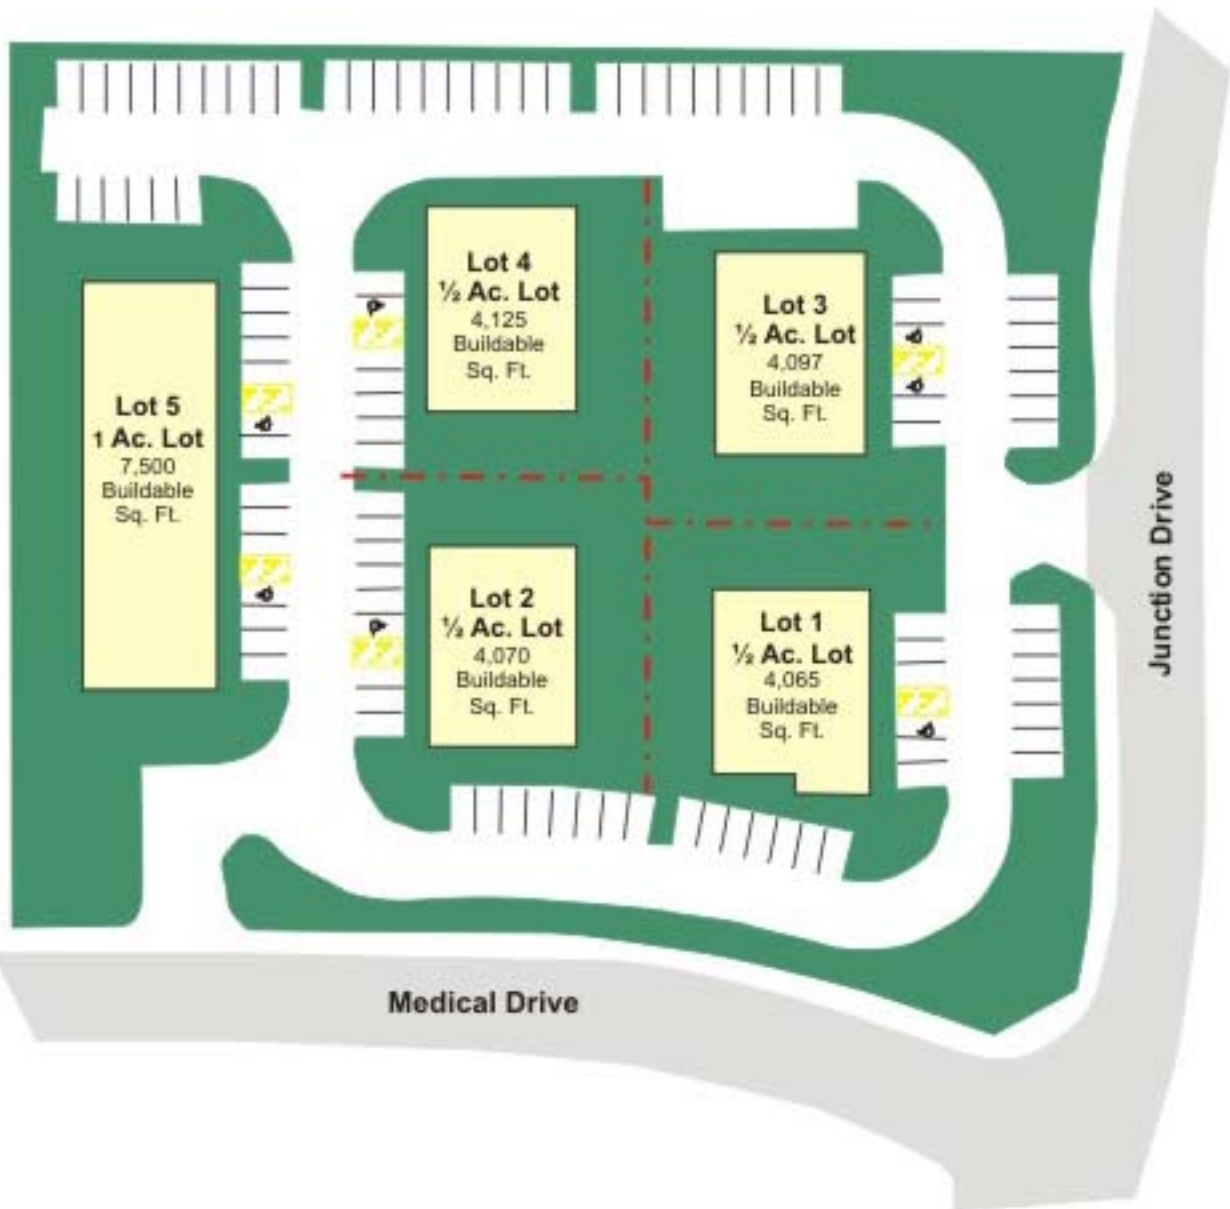 Lot 4
½ Ac. Lot
4,125
Buildable
Sq. Ft.
Lot 3
½ Ac. Lot
4,097
Buildable
Sq. Ft.
Lot 5
1 Ac. Lot
7,500
Buildable
Sq. Ft.
Lot 2
½ Ac. Lot
4,070
Buildable
Sq. Ft.
Lot 1
½ Ac. Lot
4,065
Buildable
Sq. Ft.
Junction Drive
Medical Drive